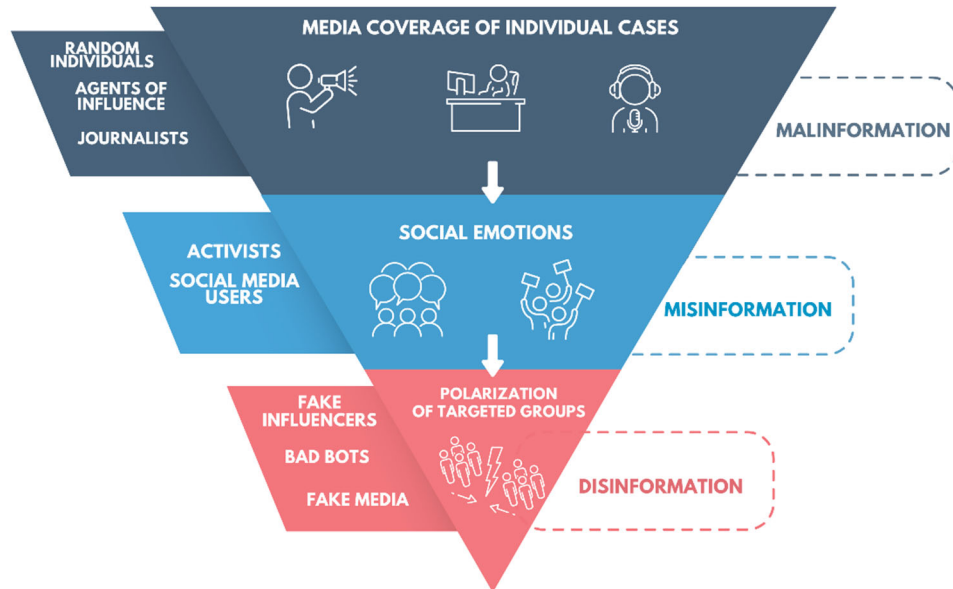 MEDIA COVERAGE OF INDIVIDUAL CASES
RANDOM
INDIVIDUALS
AGENTS OF
INFLUENCE
JOURNALISTS
MALINFORMATION
SOCIAL EMOTIONS
ACTIVISTS
SOCIAL MEDIA
USERS
MISINFORMATION
POLARIZATION
OF TARGETED GROUPS
FAKE
INFLUENCERS
BAD BOTS
FAKE MEDIA
DISINFORMATION